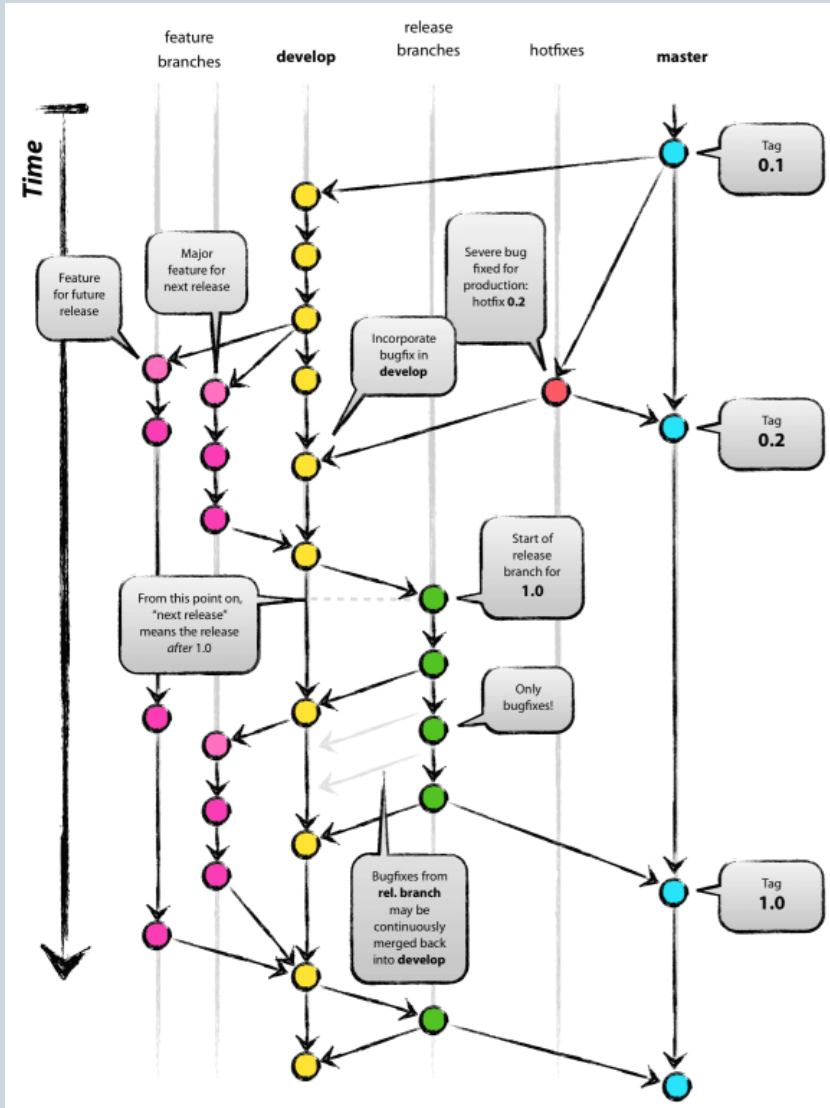 feature
branches
develop
release
branches
hotfixes
master
Time
Tag
0.1
Major
feature for
next release
Feature
for future
release
Severe bug
fixed for
production:
hotfix 0.2
Incorporate
bugfix in
develop
Tag
0.2
Start of
release
branch for
1.0
From this point on,
“next release”
means the release
after 1.0
Only
bugfixes!
Bugfixes from
rel. branch
may be
continuously
merged back
into develop
Tag
1.0